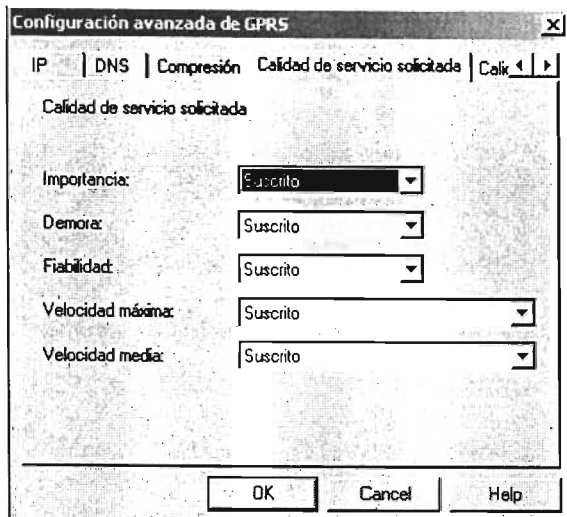 Configuración avanzada de GPRS
IP DNS Compresión Calidad de servicio solicitada Calic
Calidad de servicio solicitada
Importancia: Suscrito
Demora: Suscrito
Fiabilidad: Suscrito
Velocidad máxima: Suscrito
Velocidad media: Suscrito
OK Cancel Help